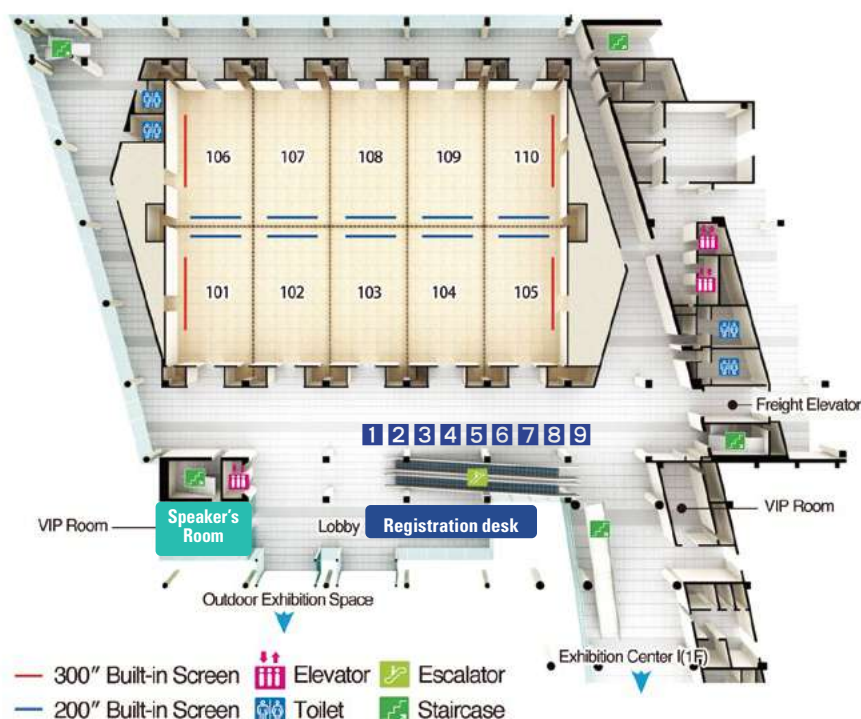 106 107 108 109 110
101 102 103 104 105
Freight Elevator
1 2 3 4 5 6 7 8 9
VIP Room
Speaker's
Room
Lobby
Registration desk
VIP Room
Outdoor Exhibition Space
Exhibition Center I(1F)
300" Built-in Screen
Elevator
Escalator
200" Built-in Screen
Toilet
Staircase